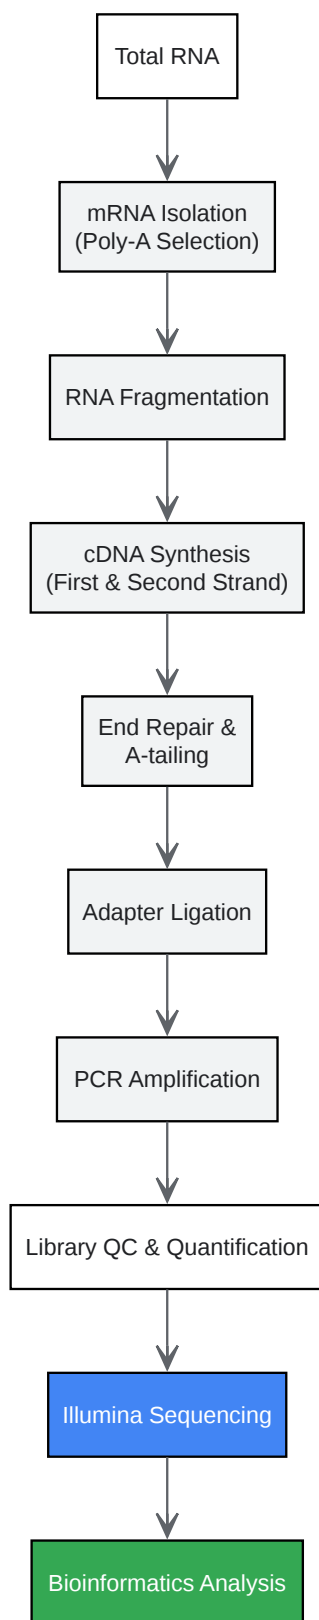 Total RNA
mRNA Isolation
(Poly-A Selection)
RNA Fragmentation
cDNA Synthesis
(First & Second Strand)
End Repair &
A-tailing
Adapter Ligation
PCR Amplification
Library QC & Quantification
Illumina Sequencing
Bioinformatics Analysis